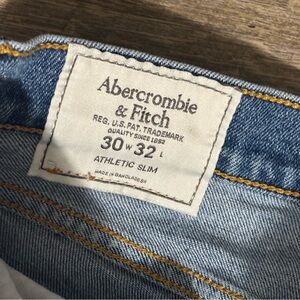 Abercrombie
& Fitch
REG. U.S. PAT. TRADEMARK
QUALITY SINCE 1892
30 W 32 L
ATHLETIC SLIM
MADE IN BANGLADESH